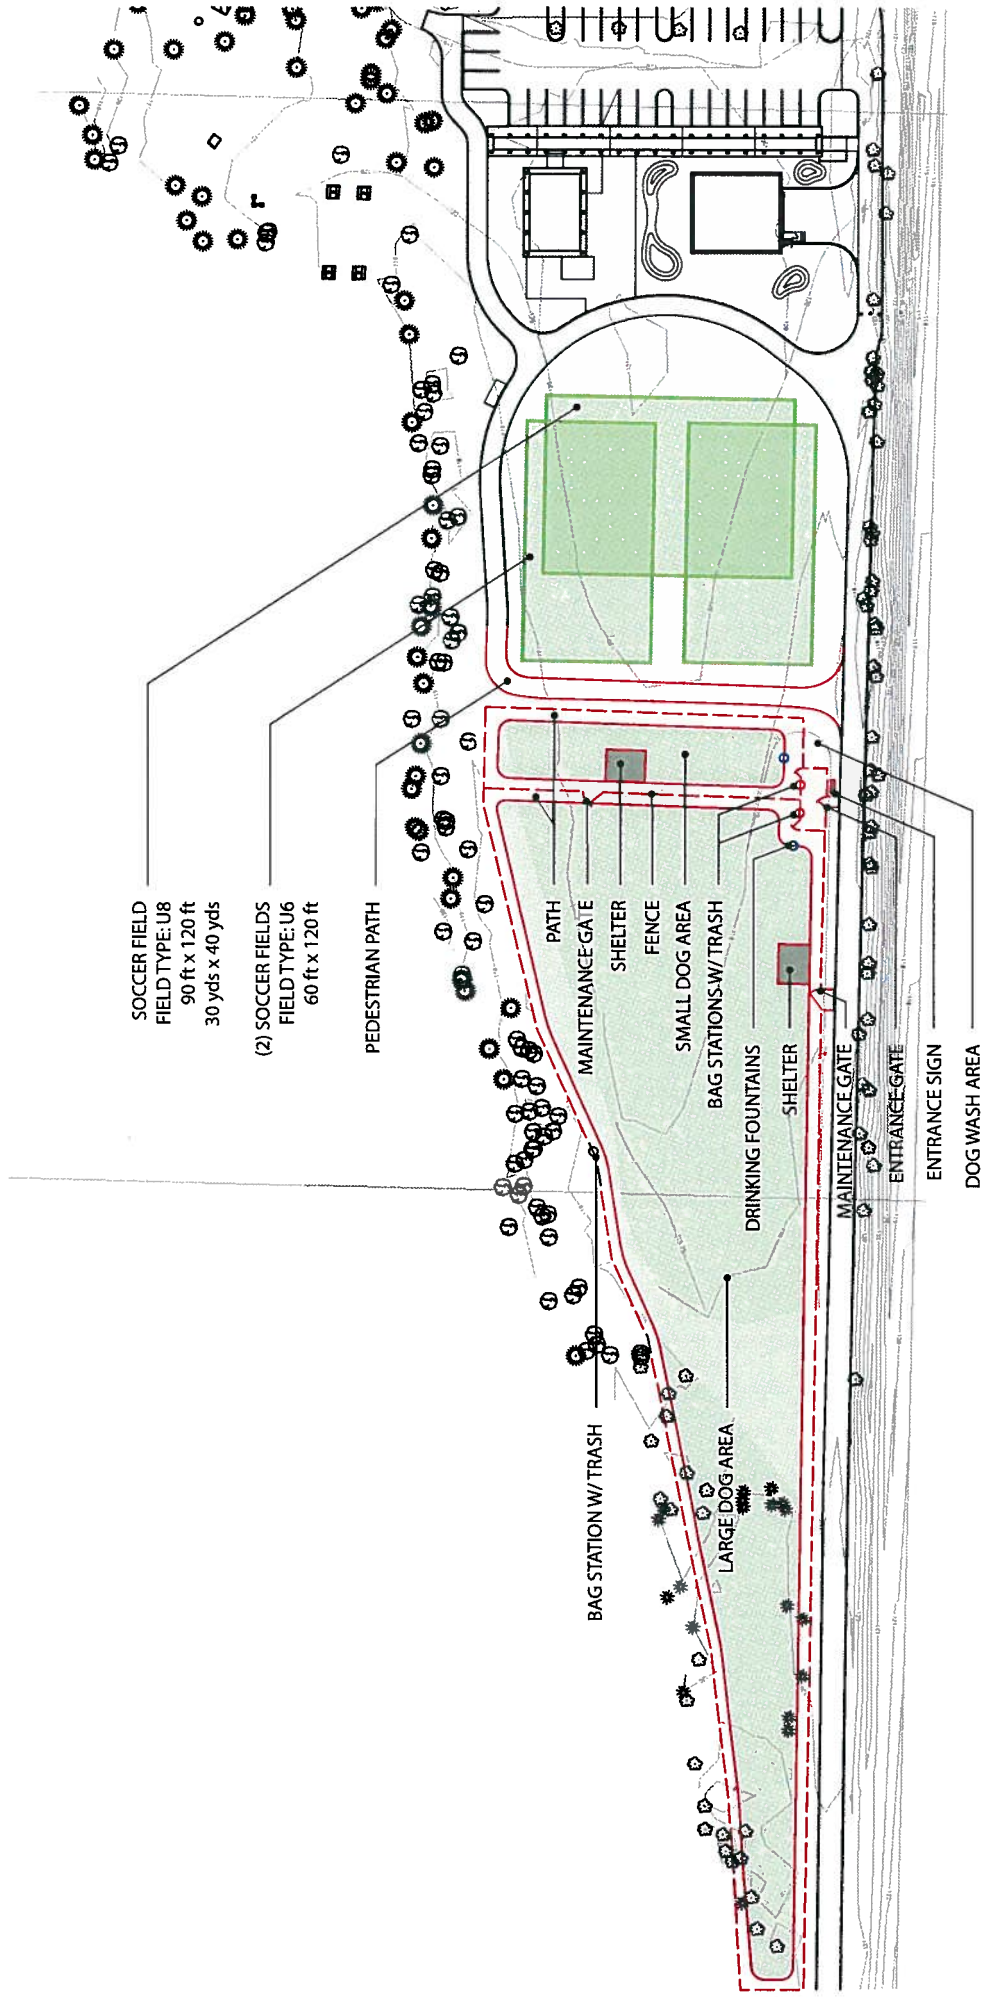 SOCCER FIELD
FIELD TYPE: U8
90 ft x 120 ft
30 yds x 40 yds
(2) SOCCER FIELDS
FIELD TYPE: U6
60 ft x 120 ft
PEDESTRIAN PATH
PATH
MAINTENANCE GATE
SHELTER
FENCE
SMALL DOG AREA
BAG STATIONS W/ TRASH
DRINKING FOUNTAINS
SHELTER
MAINTENANCE GATE
ENTRANCE GATE
ENTRANCE SIGN
DOG WASH AREA
BAG STATION W/ TRASH
LARGE DOG AREA